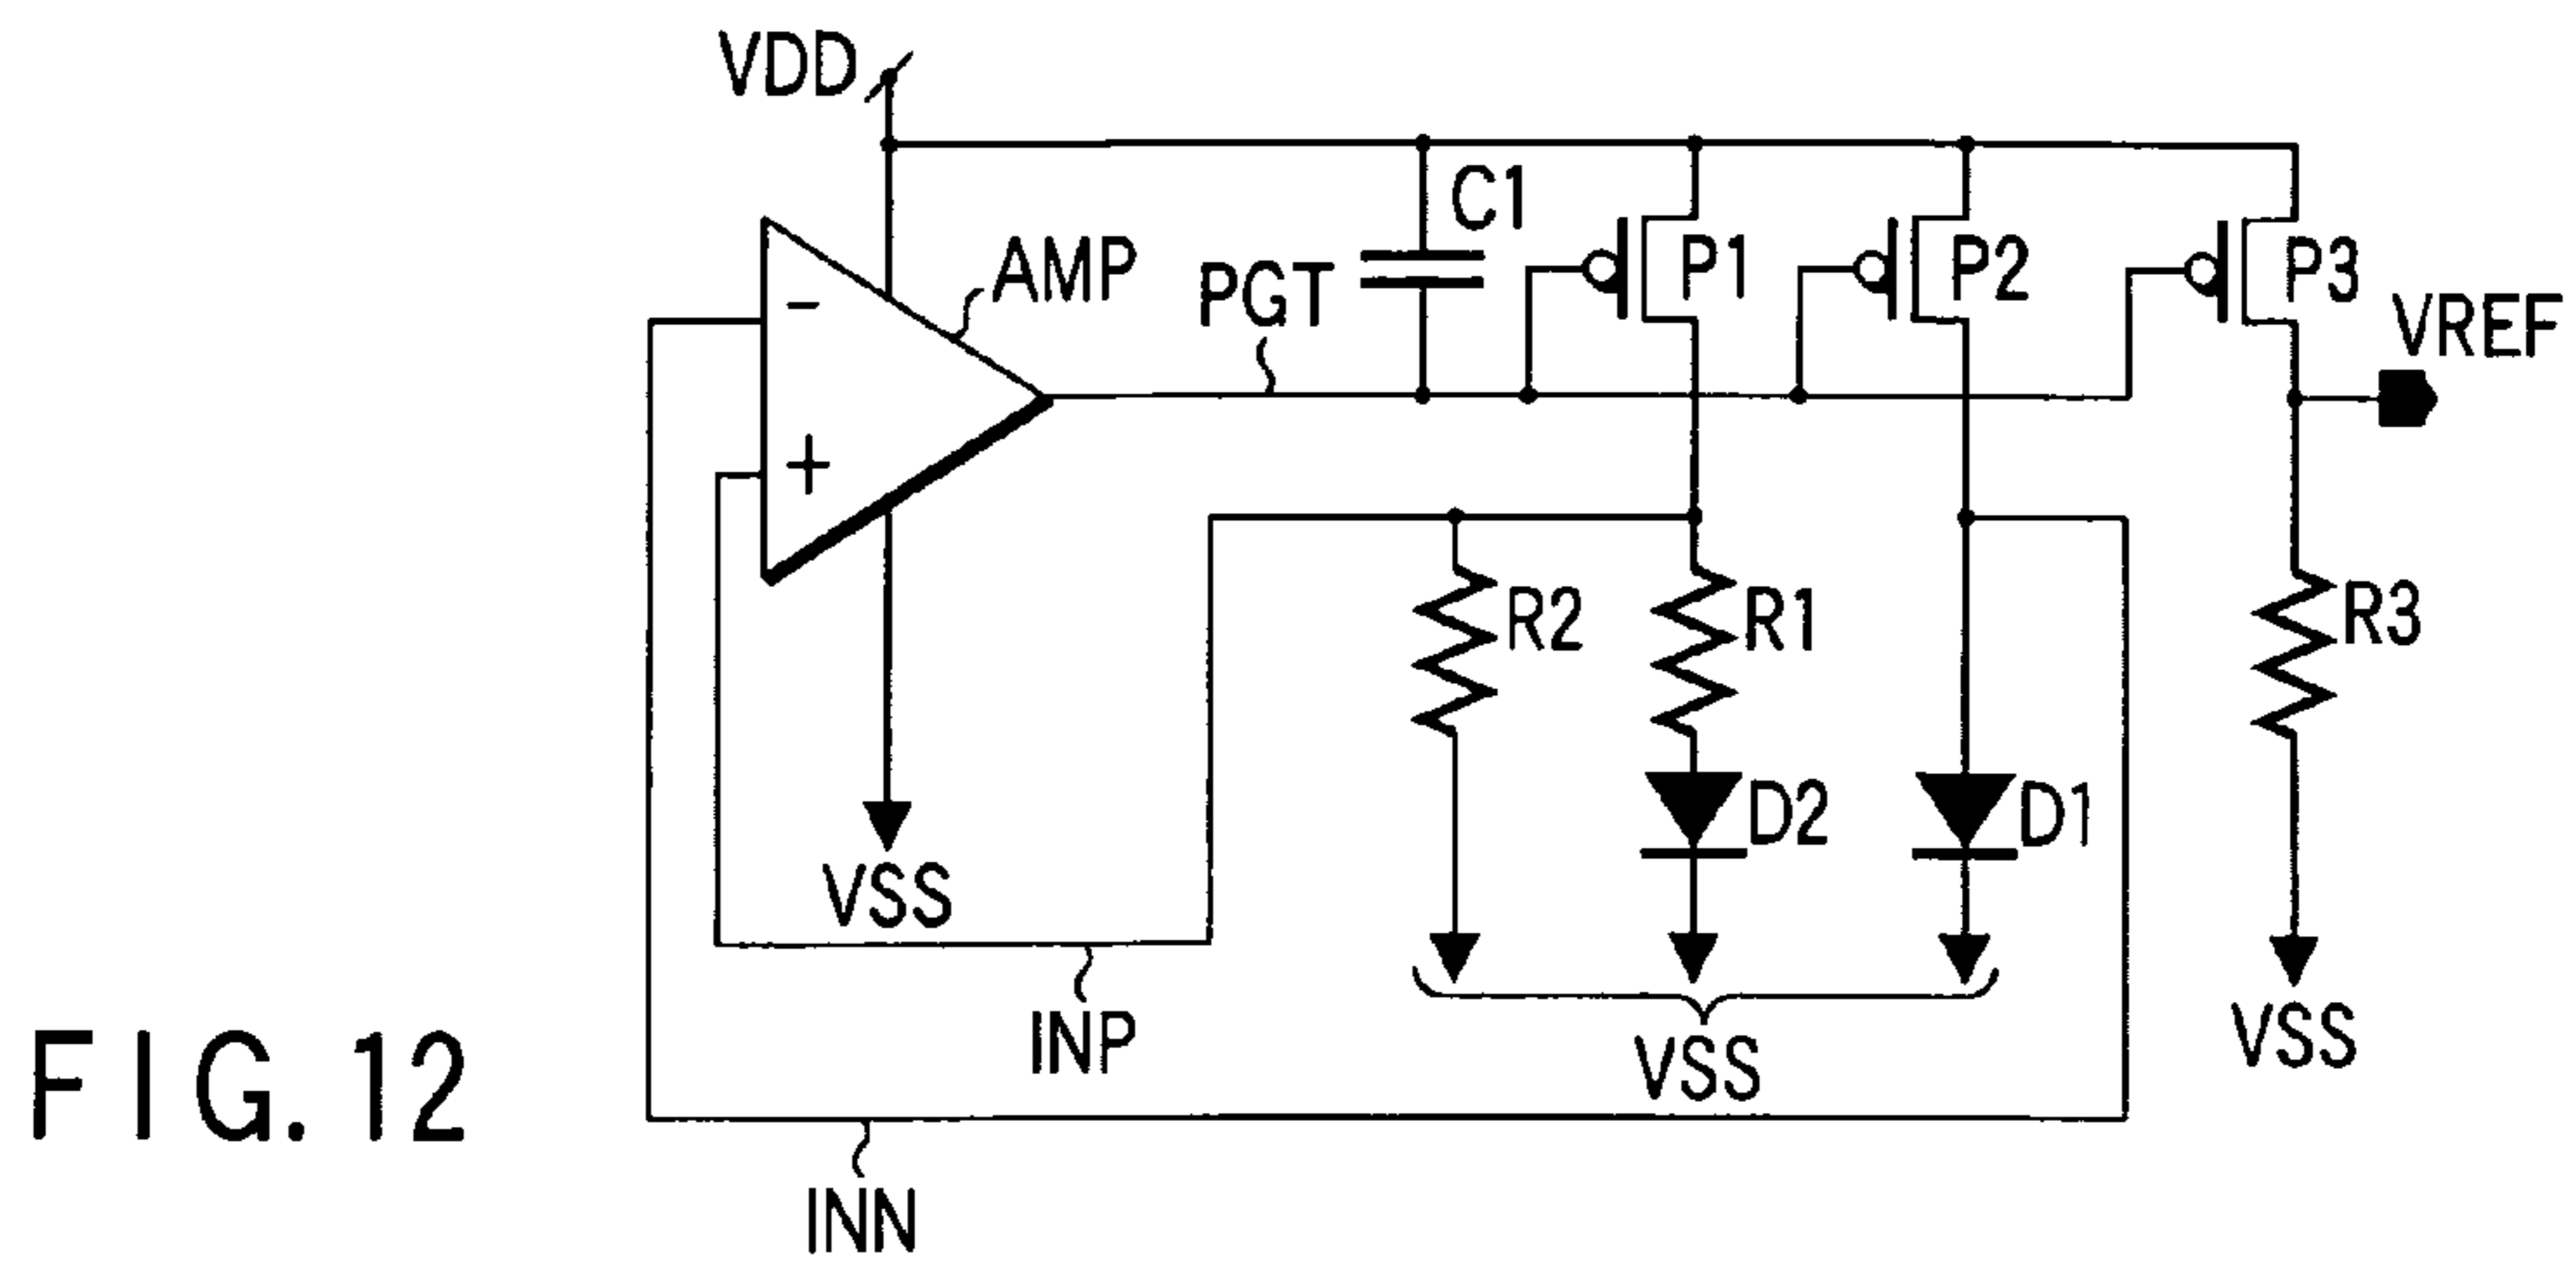 VDD
C1
AMP
PGT
P1
P2
P3
VREF
-
+
R2
R1
R3
D2
D1
VSS
INP
VSS
VSS
INN
FIG. 12